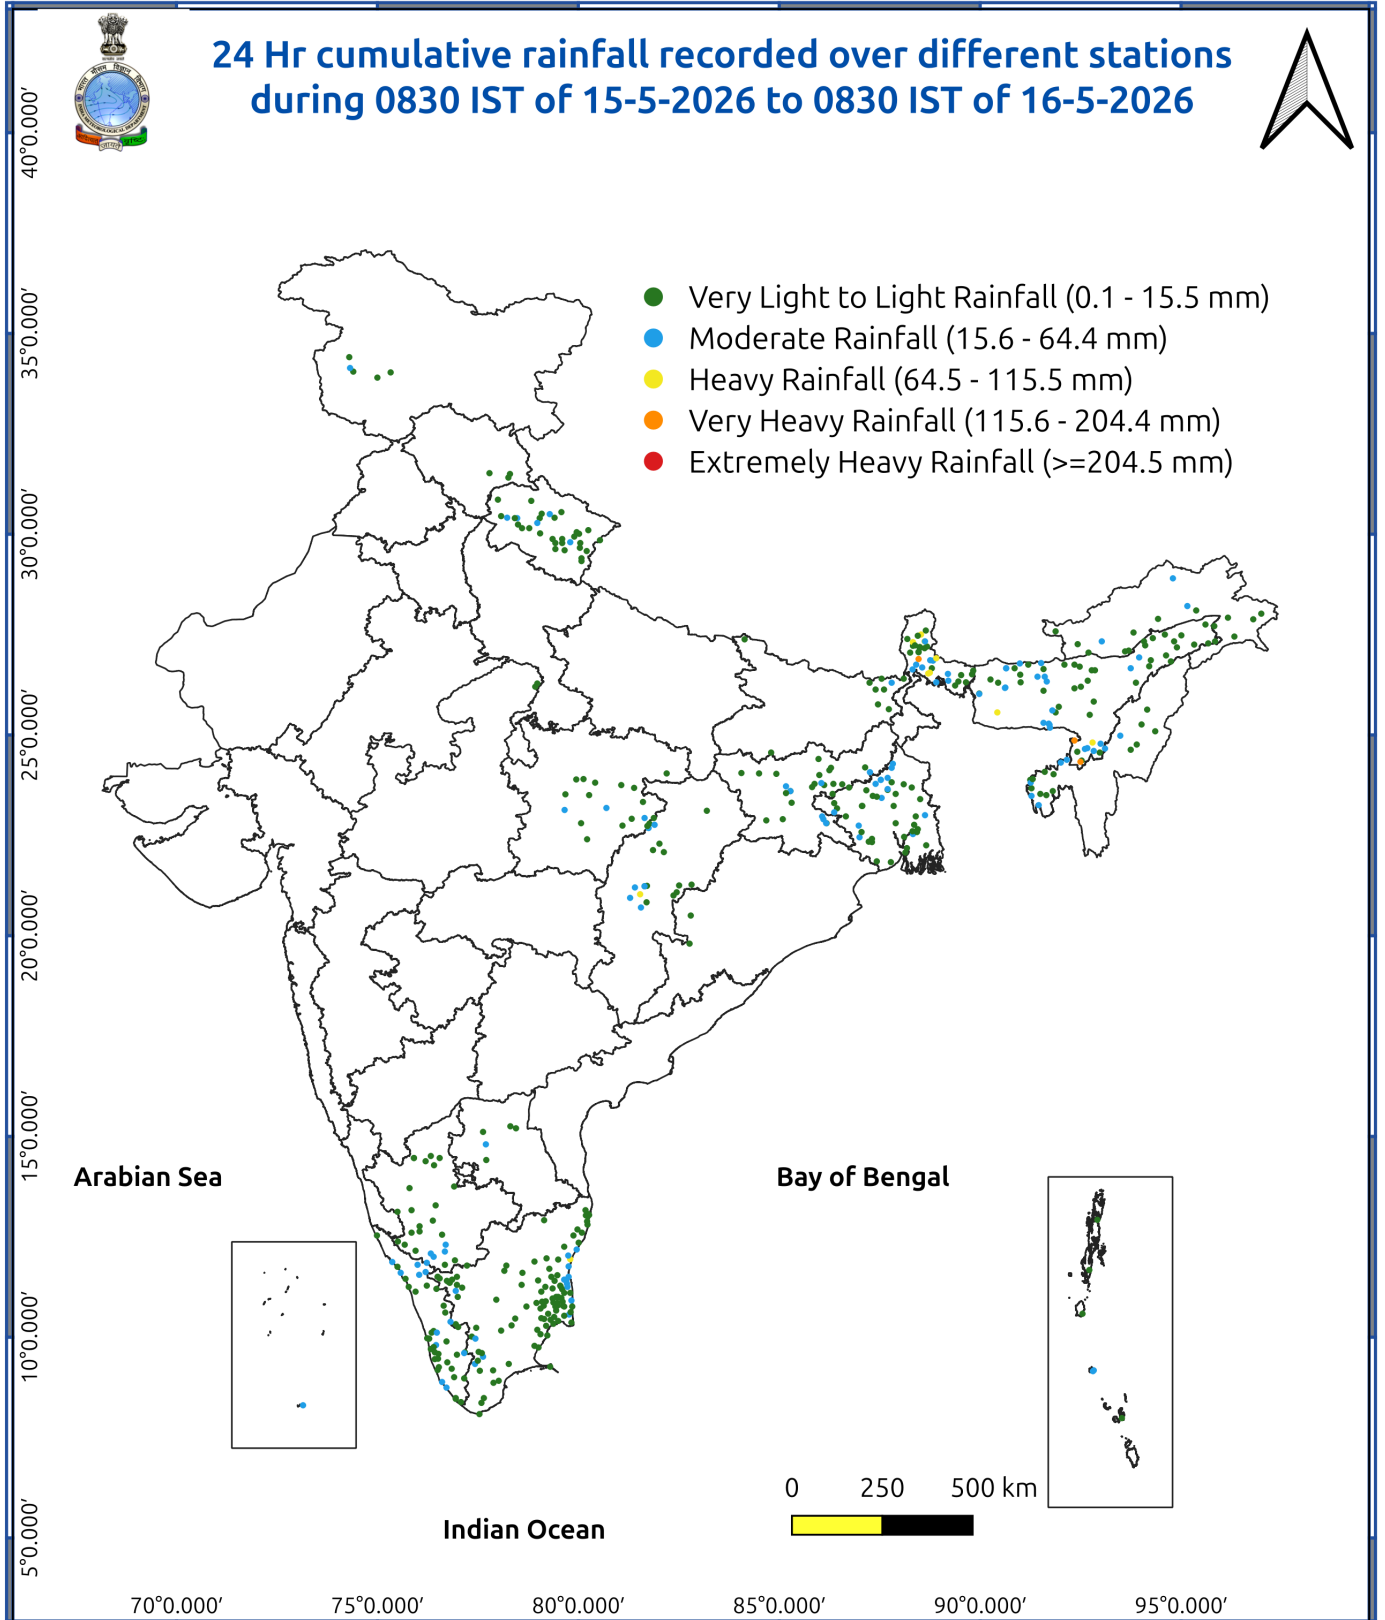 24 Hr cumulative rainfall recorded over different stations
during 0830 IST of 15-5-2026 to 0830 IST of 16-5-2026
भारत मौसम विज्ञान विभाग
INDIA METEOROLOGICAL DEPARTMENT
40°0.000′
35°0.000′
30°0.000′
25°0.000′
20°0.000′
15°0.000′
10°0.000′
5°0.000′
Very Light to Light Rainfall (0.1 - 15.5 mm)
Moderate Rainfall (15.6 - 64.4 mm)
Heavy Rainfall (64.5 - 115.5 mm)
Very Heavy Rainfall (115.6 - 204.4 mm)
Extremely Heavy Rainfall (>=204.5 mm)
Arabian Sea
Bay of Bengal
0 250 500 km
Indian Ocean
70°0.000′ 75°0.000′ 80°0.000′ 85°0.000′ 90°0.000′ 95°0.000′